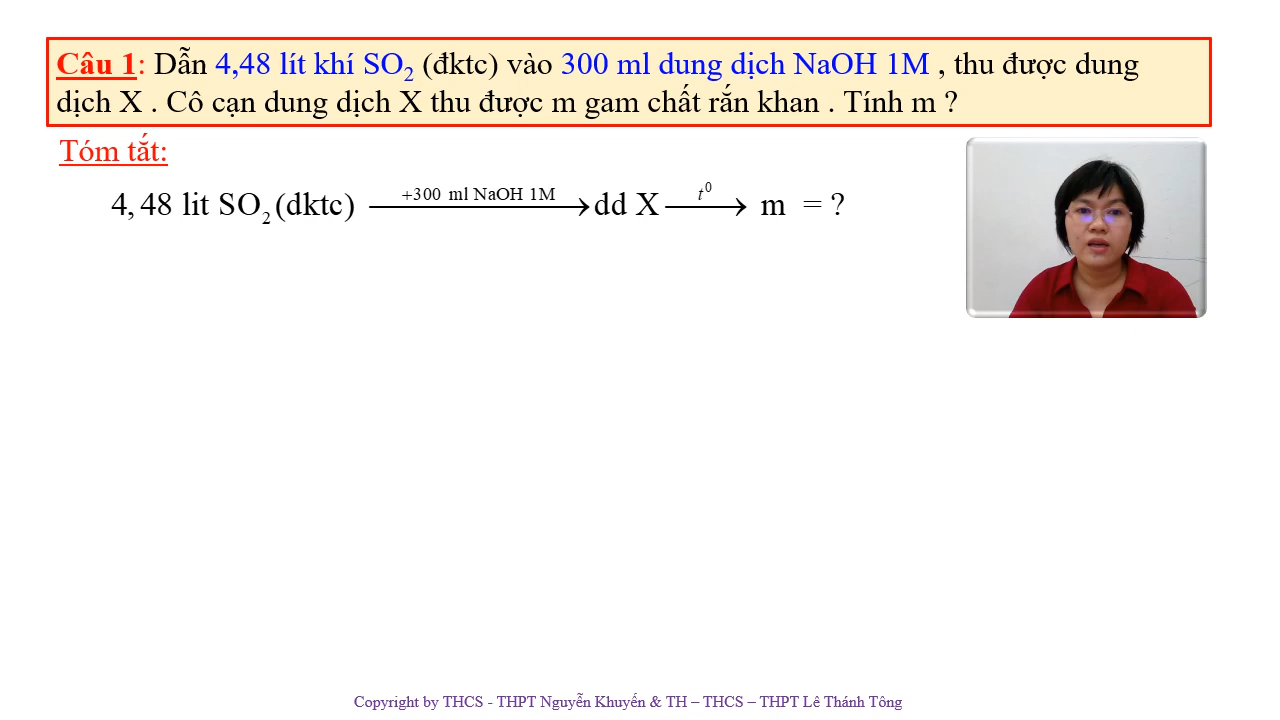 Câu 1: Dẫn 4,48 lít khí SO₂ (đktc) vào 300 ml dung dịch NaOH 1M , thu được dung
dịch X . Cô cạn dung dịch X thu được m gam chất rắn khan . Tính m ?
Tóm tắt:
4, 48 lit SO₂ (dktc) +300 ml NaOH 1M → dd X t⁰ → m = ?
Copyright by THCS - THPT Nguyễn Khuyến & TH – THCS – THPT Lê Thánh Tông